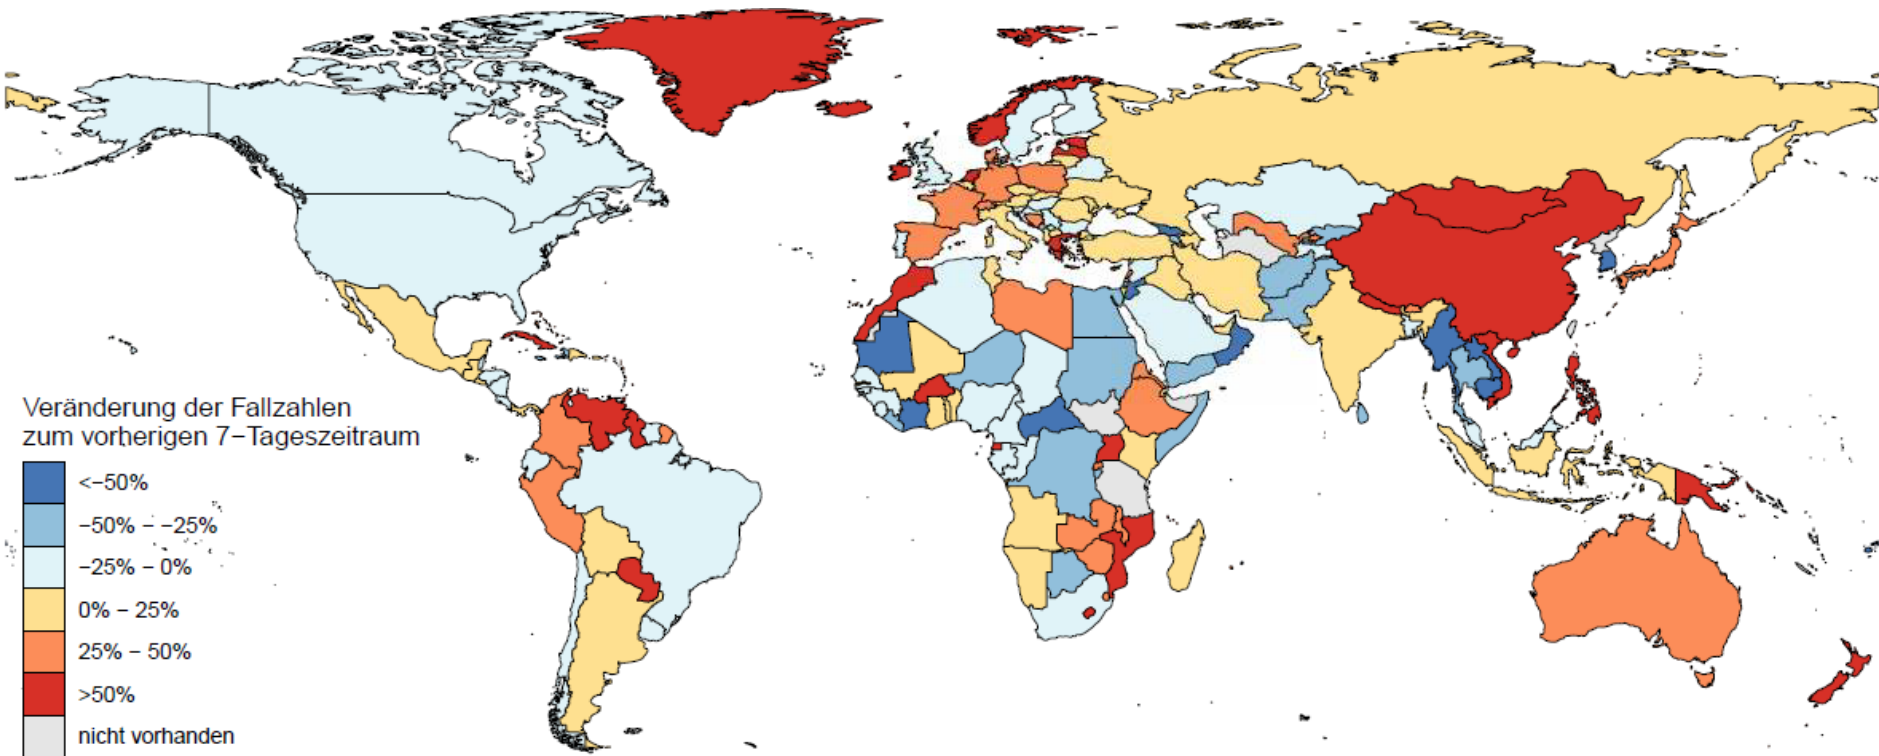 Veränderung der Fallzahlen
zum vorherigen 7−Tageszeitraum
<−50%
−50% − −25%
−25% − 0%
0% − 25%
25% − 50%
>50%
nicht vorhanden